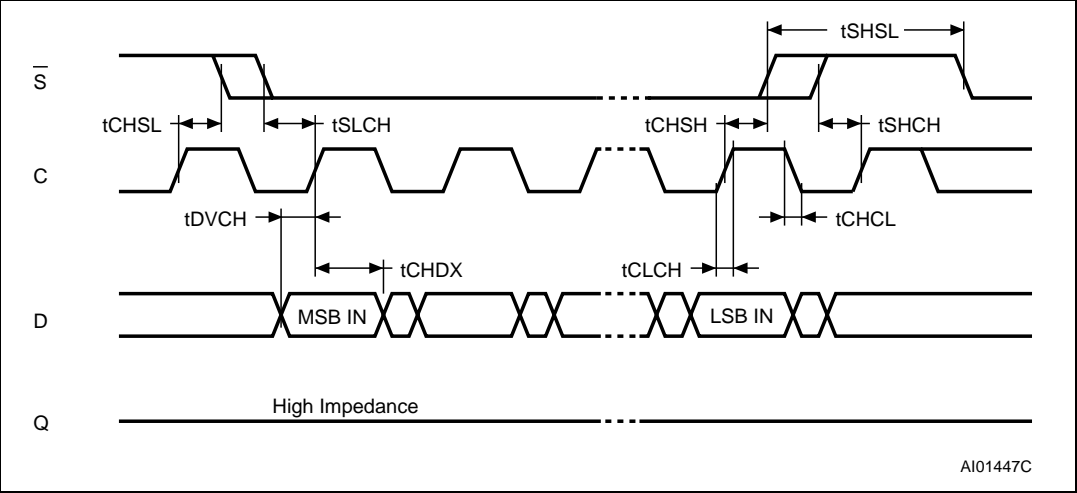 tSHSL
S
tCHSL
tSLCH
tCHSH
tSHCH
C
tDVCH
tCHCL
tCHDX
tCLCH
D
MSB IN
LSB IN
High Impedance
Q
AI01447C